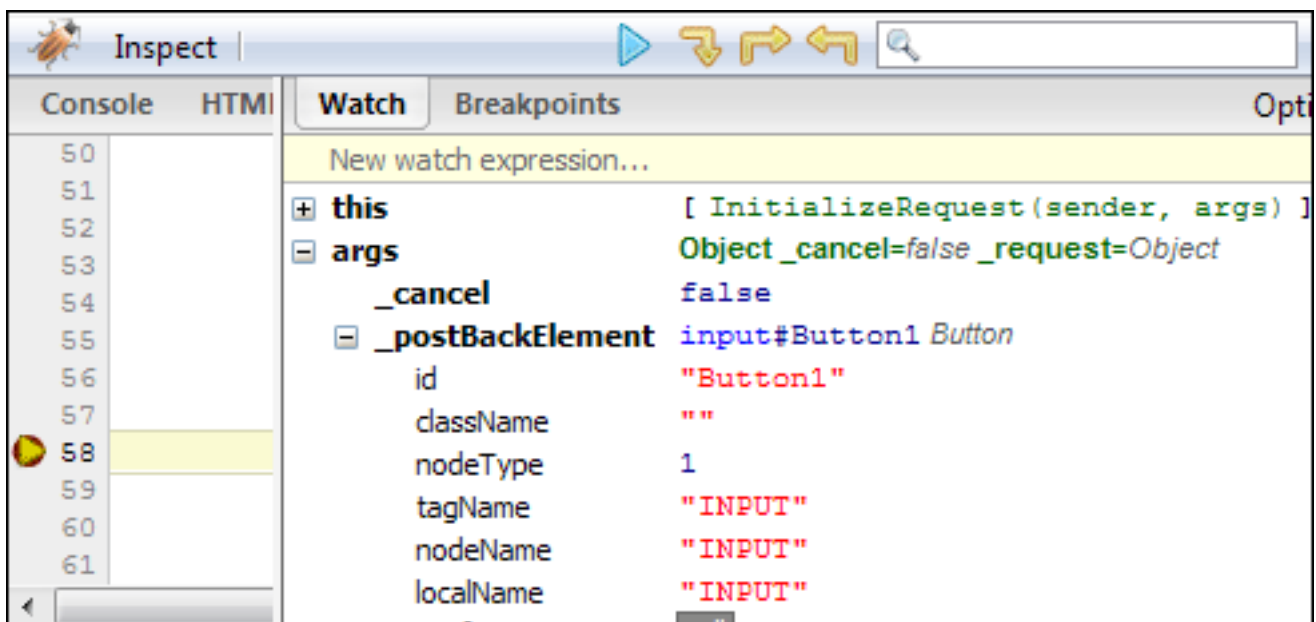 Inspect
Console HTMl Watch Breakpoints Opti
50
51
52
53
54
55
56
57
58
59
60
61
New watch expression...
this [ InitializeRequest(sender, args) ]
args Object _cancel=false _request=Object
_cancel false
_postBackElement input#Button1 Button
id "Button1"
className ""
nodeType 1
tagName "INPUT"
nodeName "INPUT"
localName "INPUT"